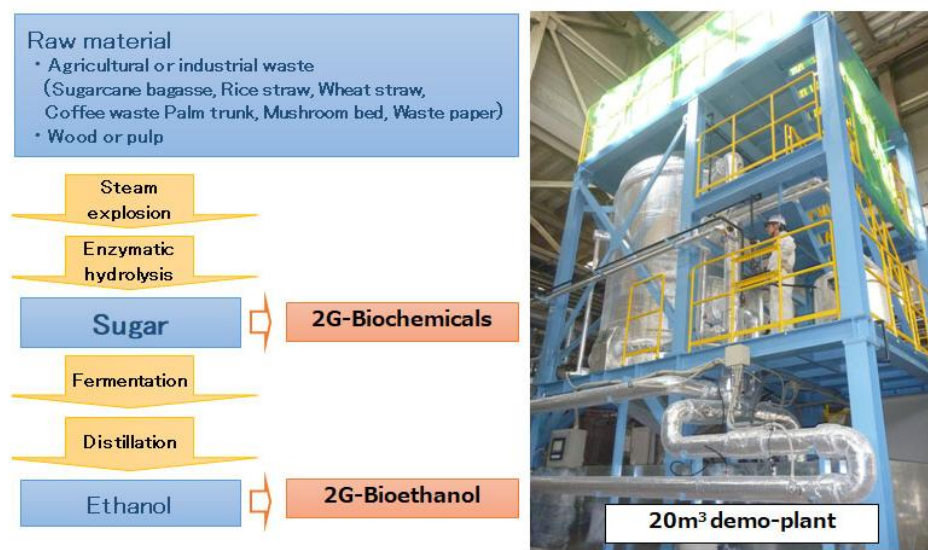 Raw material
・Agricultural or industrial waste
(Sugarcane bagasse, Rice straw, Wheat straw,
Coffee waste Palm trunk, Mushroom bed, Waste paper)
・Wood or pulp
Steam
explosion
Enzymatic
hydrolysis
Sugar
2G-Biochemicals
Fermentation
Distillation
Ethanol
2G-Bioethanol
20m³ demo-plant